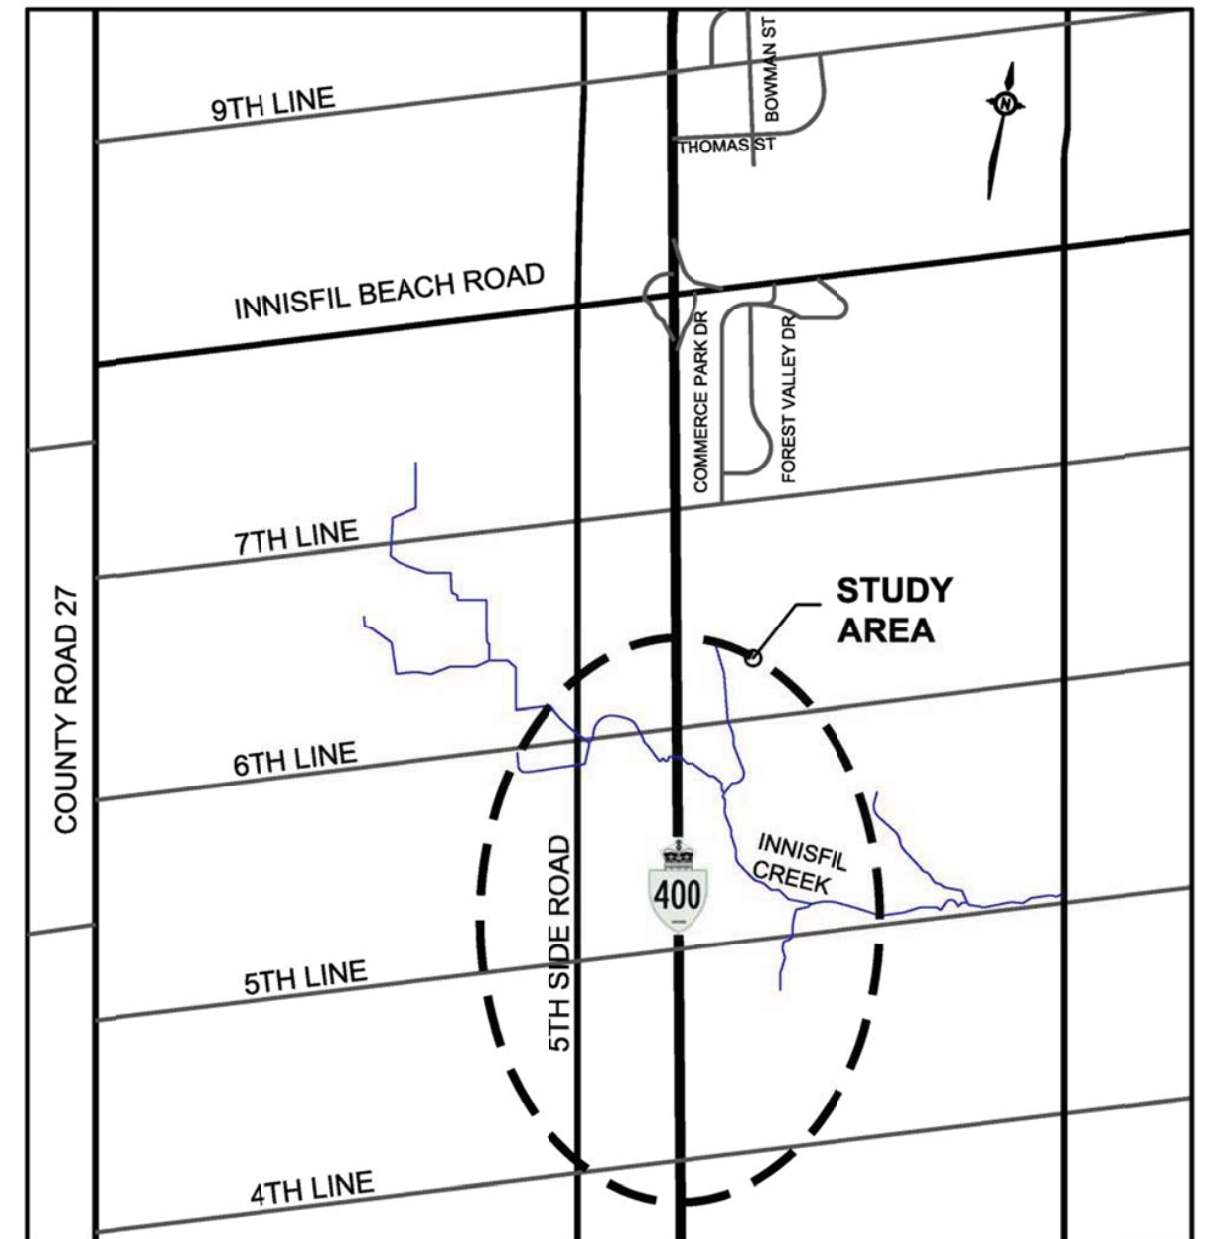 BOWMAN ST
9TH LINE
N
THOMAS ST
INNISFIL BEACH ROAD
COMMERCE PARK DR
FOREST VALLEY DR
7TH LINE
STUDY
AREA
COUNTY ROAD 27
6TH LINE
5TH SIDE ROAD
INNISFIL
CREEK
400
5TH LINE
4TH LINE